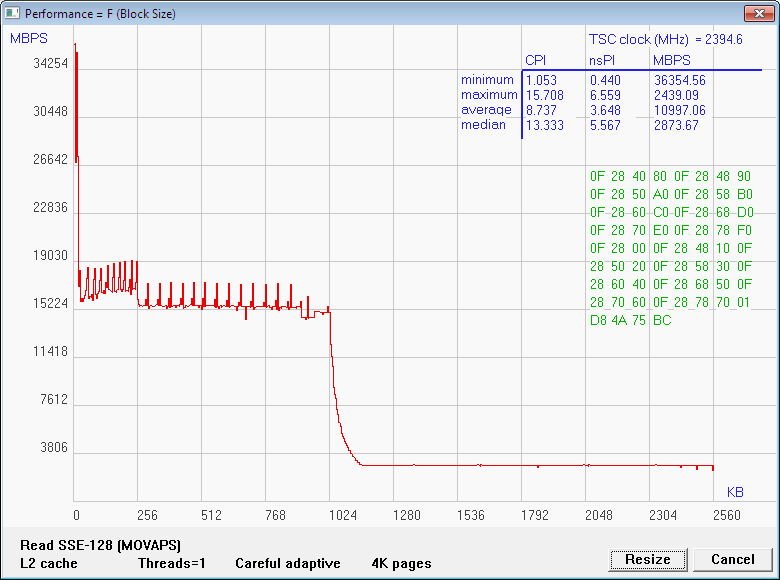 Performance = F (Block Size)
MBPS
TSC clock (MHz) = 2394.6
CPI nsPI MBPS
minimum 1.053 0.440 36354.56
maximum 15.708 6.559 2439.09
average 8.737 3.648 10997.06
median 13.333 5.567 2873.67
34254
30448
26642
22836
19030
15224
11418
7612
3806
0F 28 40 80 0F 28 48 90
0F 28 50 A0 0F 28 58 B0
0F 28 60 C0 0F 28 68 D0
0F 28 70 E0 0F 28 78 F0
0F 28 00 0F 28 48 10 0F
28 50 20 0F 28 58 30 0F
28 60 40 0F 28 68 50 0F
28 70 60 0F 28 78 70 01
D8 4A 75 BC
KB
0 256 512 768 1024 1280 1536 1792 2048 2304 2560
Read SSE-128 (MOVAPS)
L2 cache Threads=1 Careful adaptive 4K pages
Resize Cancel